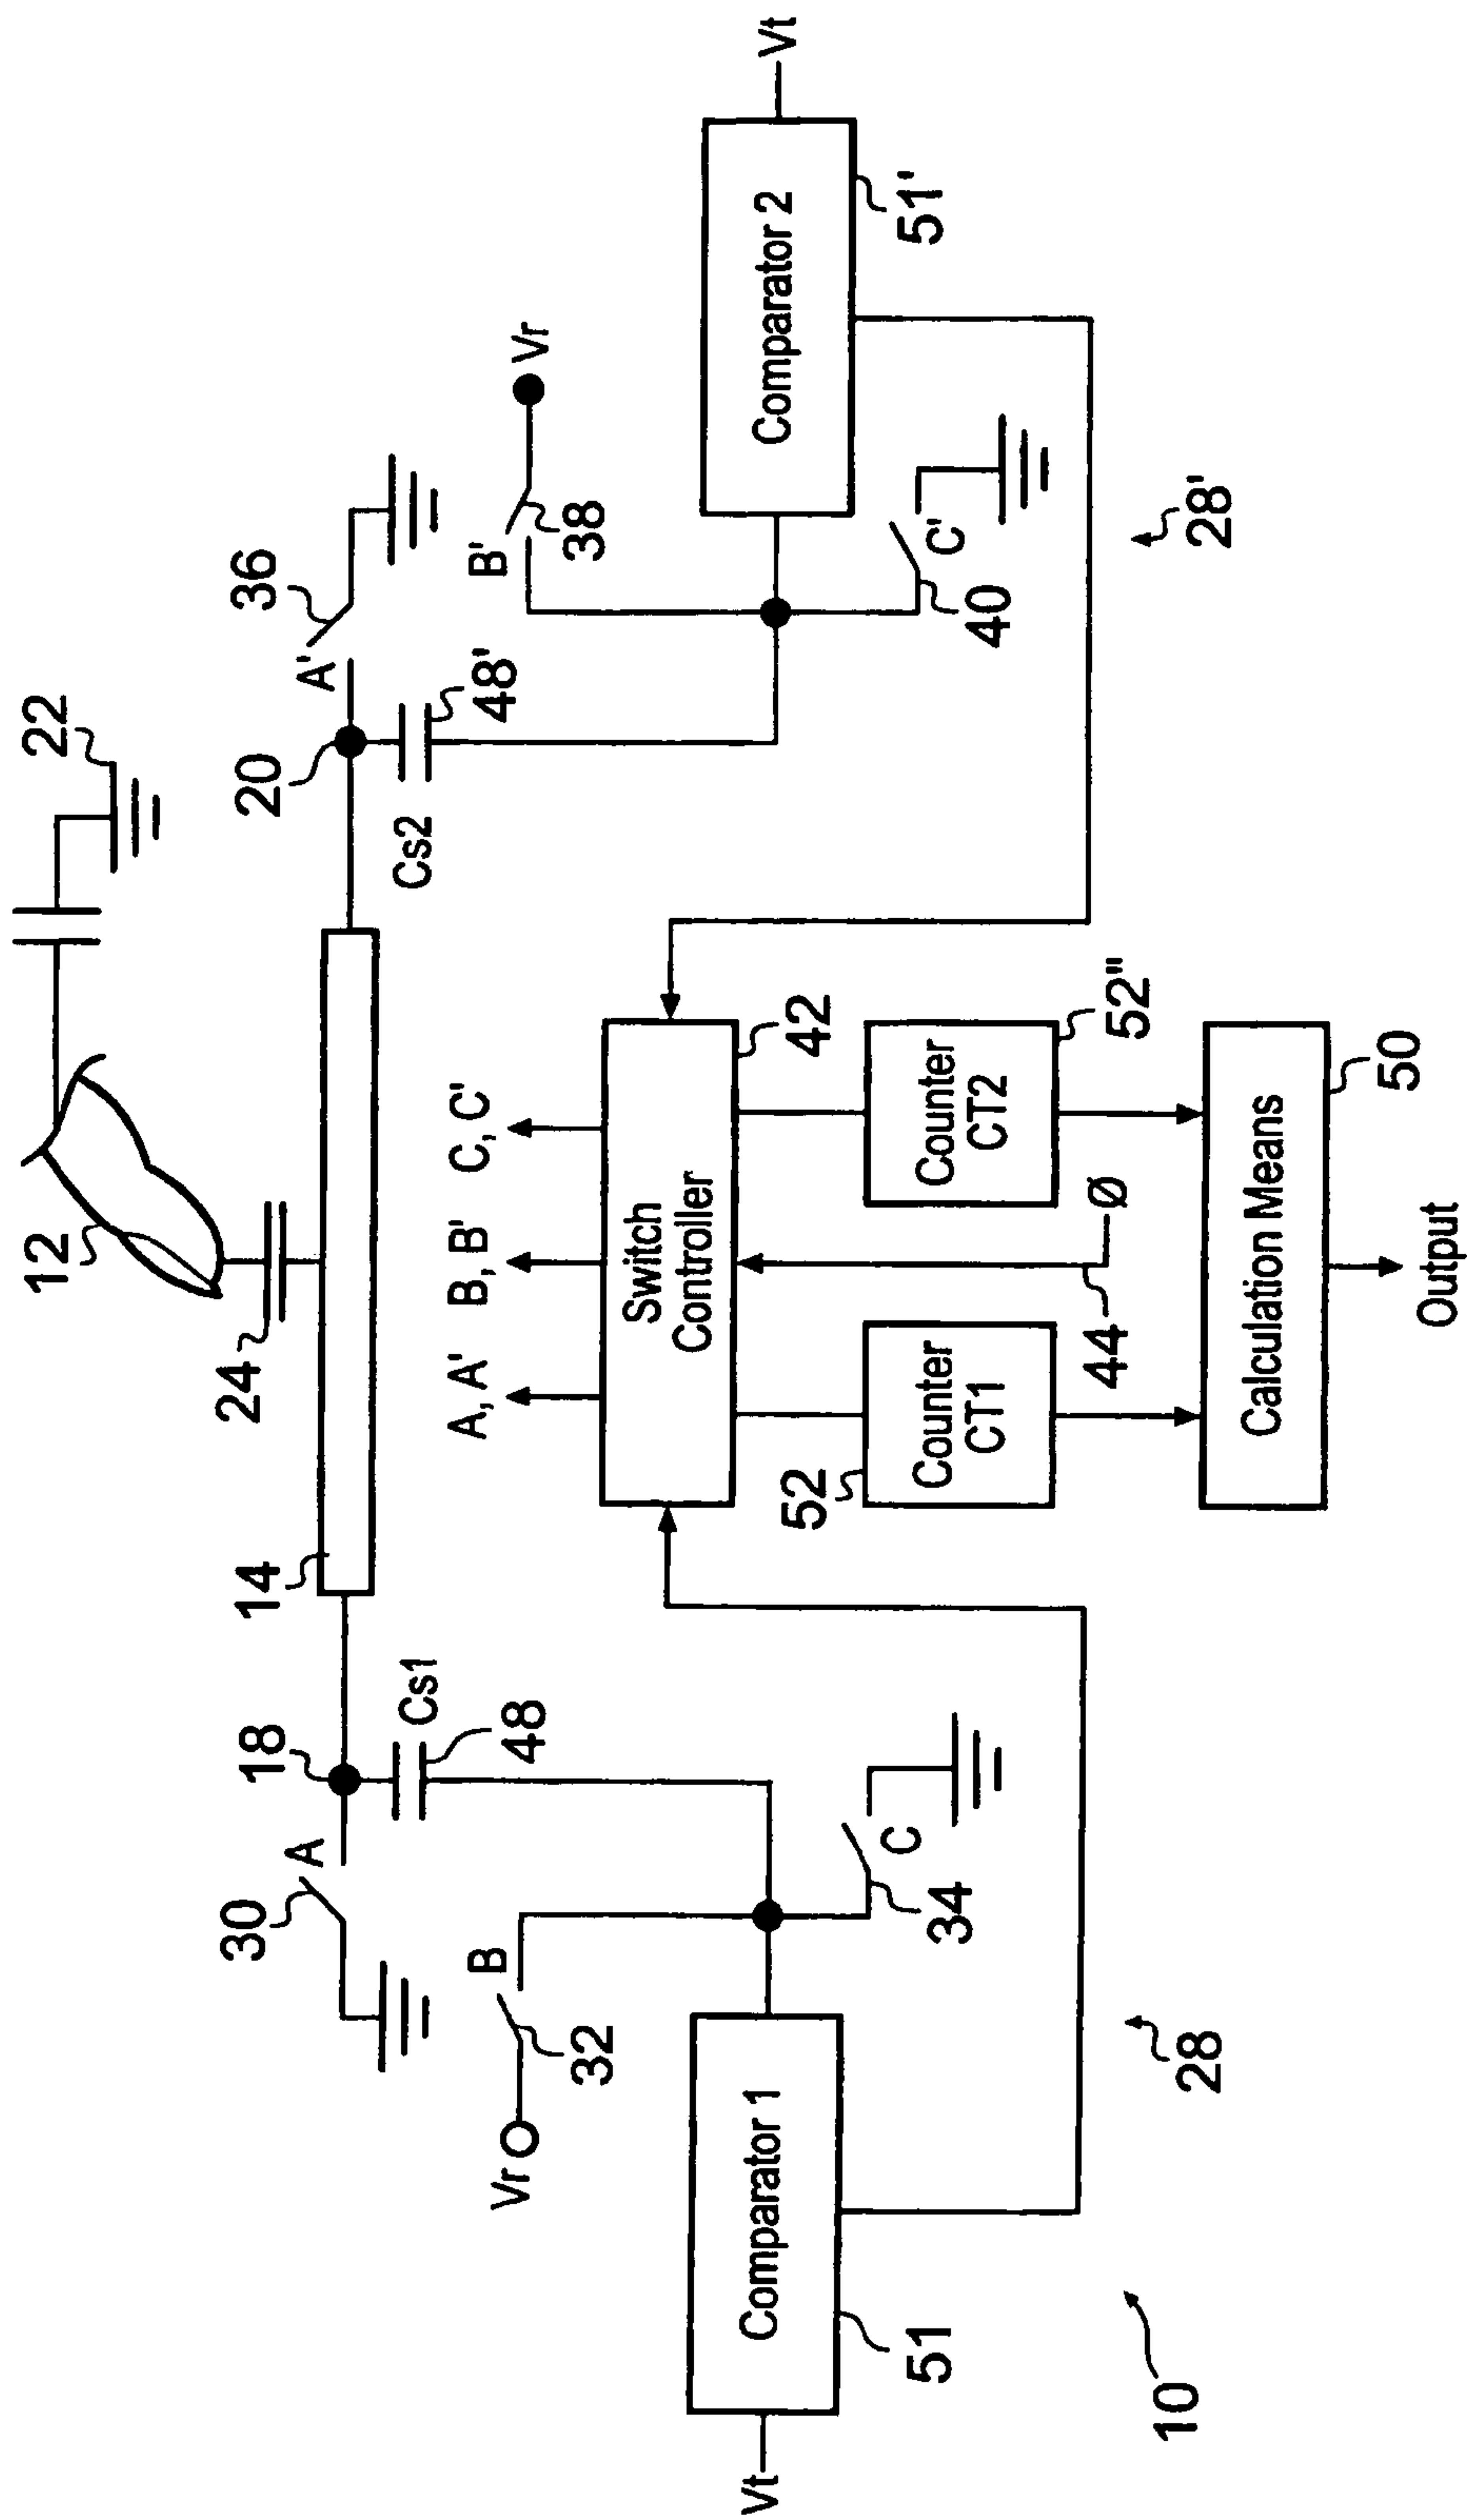 22
12
24
14
18
20
36
30
A
A'
Cs1
48
Cs2
48'
Vr
32
B
A, A'
B, B'
C, C'
B'
38
Vr
Switch
Controller
42
Vt
Comparator 1
51
C
34
Comparator 2
Vt
51'
C'
40
52
Counter
CT1
Counter
CT2
52"
44
Ø
10
28
28'
Calculation Means
50
Output